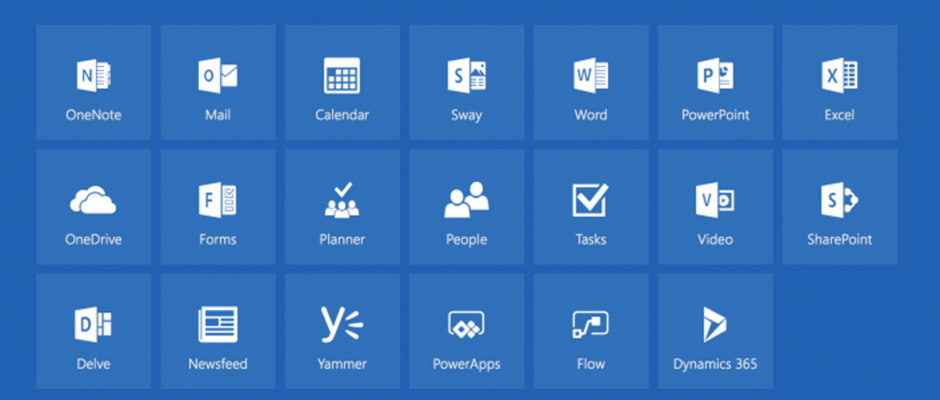 OneNote Mail Calendar Sway Word PowerPoint Excel
OneDrive Forms Planner People Tasks Video SharePoint
Delve Newsfeed Yammer PowerApps Flow Dynamics 365